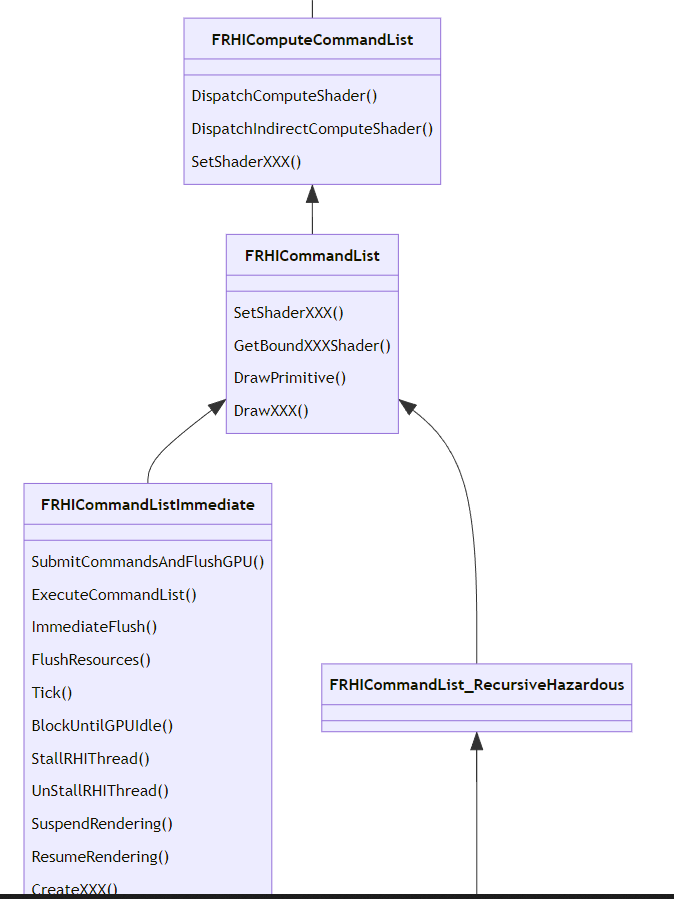 FRHIComputeCommandList
DispatchComputeShader()
DispatchIndirectComputeShader()
SetShaderXXX()
FRHICommandList
SetShaderXXX()
GetBoundXXXShader()
DrawPrimitive()
DrawXXX()
FRHICommandListImmediate
SubmitCommandsAndFlushGPU()
ExecuteCommandList()
ImmediateFlush()
FlushResources()
Tick()
BlockUntilGPUIdle()
StallRHIThread()
UnStallRHIThread()
SuspendRendering()
ResumeRendering()
CreateXXX()
FRHICommandList_RecursiveHazardous